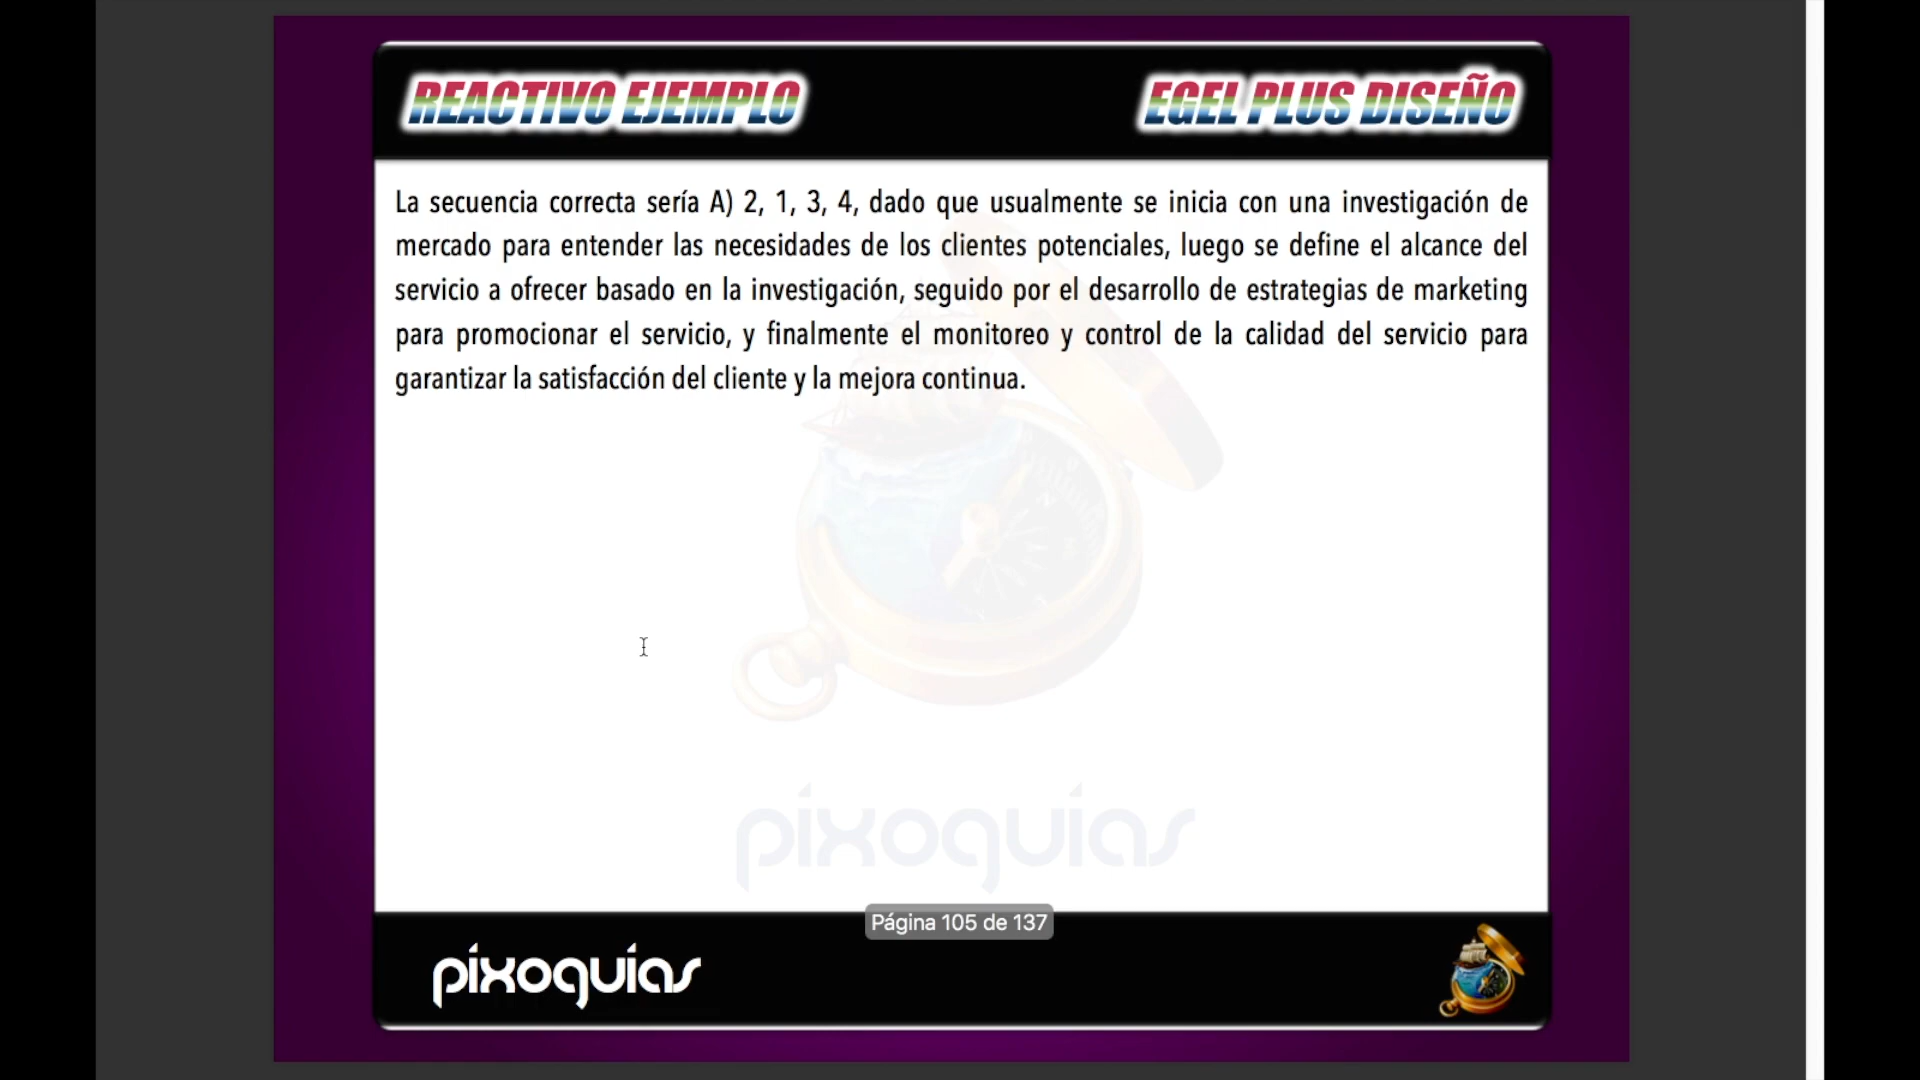 REACTIVO EJEMPLO
EGEL PLUS DISEÑO
La secuencia correcta sería A) 2, 1, 3, 4, dado que usualmente se inicia con una investigación de
mercado para entender las necesidades de los clientes potenciales, luego se define el alcance del
servicio a ofrecer basado en la investigación, seguido por el desarrollo de estrategias de marketing
para promocionar el servicio, y finalmente el monitoreo y control de la calidad del servicio para
garantizar la satisfacción del cliente y la mejora continua.
pixoguías
Página 105 de 137
pixoguías